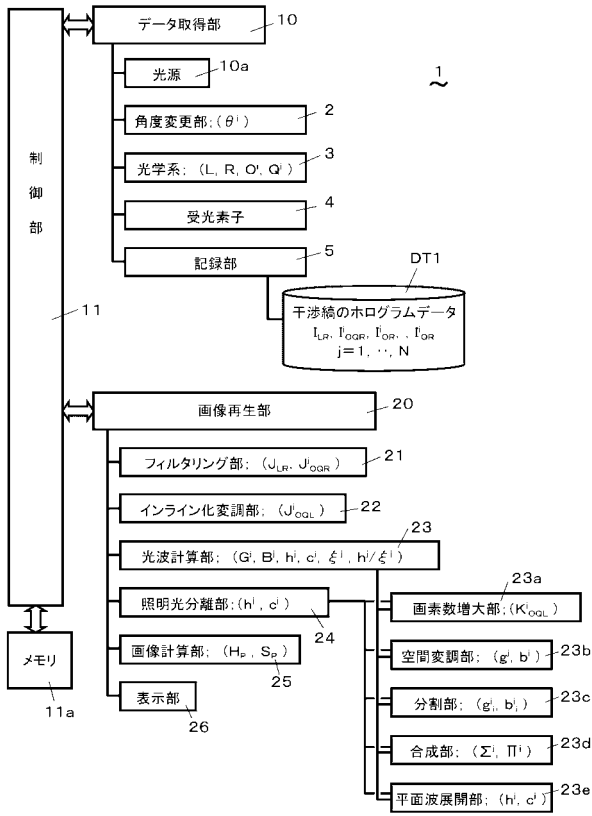 データ取得部
10
1
光源
10a
角度変更部;(θʲ)
2
光学系;(L, R, Oʲ, Qʲ)
3
受光素子
4
記録部
5
DT1
干渉縞のホログラムデータ
I_LR, Iʲ_OQR, Iʲ_OR, , Iʲ_QR
j=1, ‥, N
制御部
11
画像再生部
20
フィルタリング部;(J_LR, Jʲ_OQR)
21
インライン化変調部;(Jʲ_OQL)
22
光波計算部;(Gʲ, Bʲ, hʲ, cʲ, ξʲ, hʲ/ξʲ)
23
照明光分離部;(hʲ, cʲ)
24
画像計算部;(H_P, S_P)
25
表示部
26
画素数増大部;(Kʲ_OQL)
23a
空間変調部;(gʲ, bʲ)
23b
分割部;(gʲ_i, bʲ_i)
23c
合成部;(Σʲ, Πʲ)
23d
平面波展開部;(hʲ, cʲ)
23e
メモリ
11a